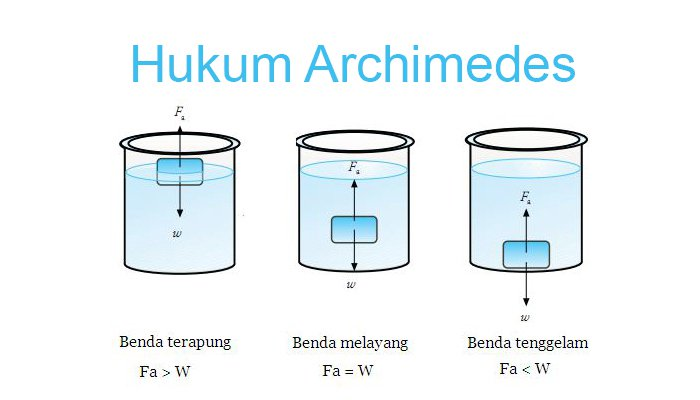 Hukum Archimedes
Fa
w
Fa
w
Fa
w
Benda terapung
Fa > W
Benda melayang
Fa = W
Benda tenggelam
Fa < W